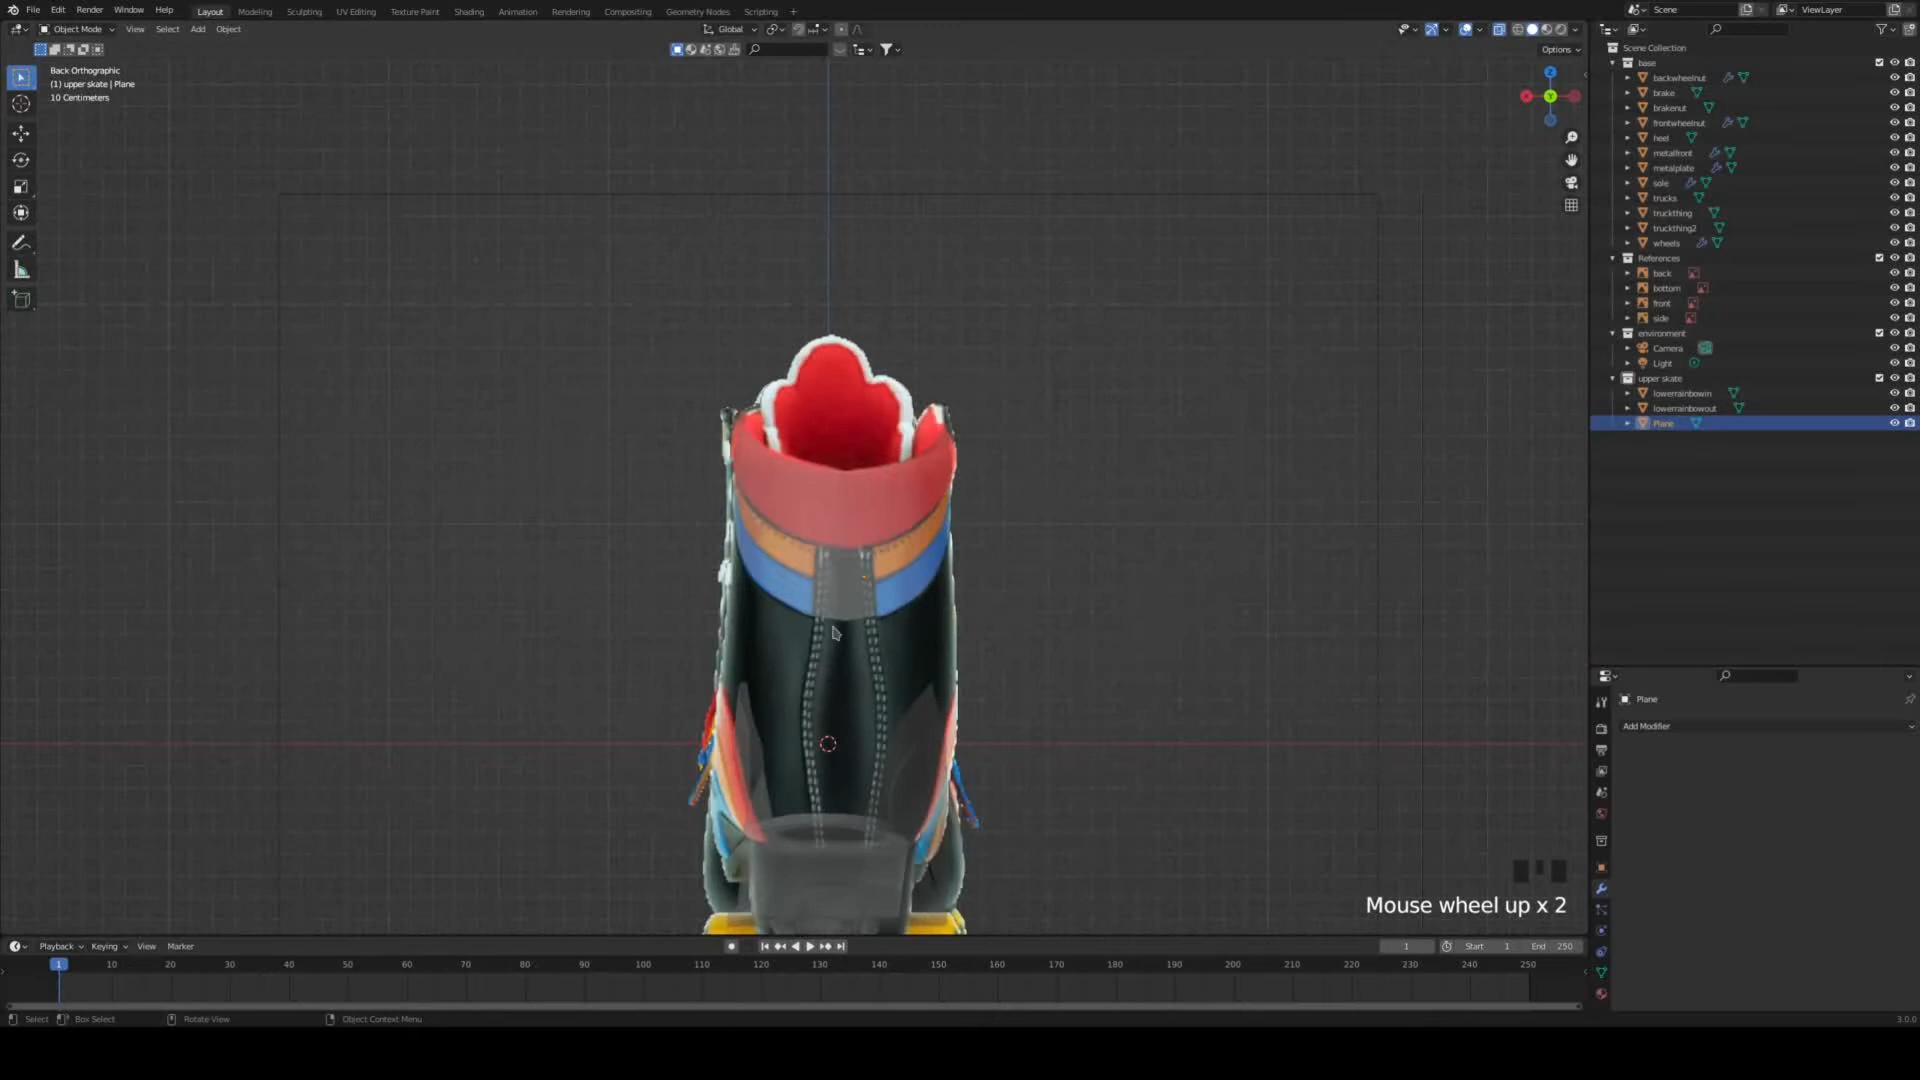 File Edit Render Window Help Layout Modeling Sculpting UV Editing Texture Paint Shading Animation Rendering Compositing Geometry Nodes Scripting + Scene ViewLayer
Object Mode View Select Add Object Global
Options
Back Orthographic
(1) upper skate | Plane
10 Centimeters
Z
X
Y
Scene Collection
base
backwheelnut
brake
brakenut
frontwheelnut
heel
metalfront
metalplate
sole
trucks
truckthing
truckthing2
wheels
References
back
bottom
front
side
environment
Camera
Light
upper skate
lowerrainbowin
lowerrainbowout
Plane
Plane
Add Modifier
Mouse wheel up x 2
Playback Keying View Marker 1 Start 1 End 250
1 10 20 30 40 50 60 70 80 90 100 110 120 130 140 150 160 170 180 190 200 210 220 230 240 250
Select Box Select Rotate View Object Context Menu 3.0.0